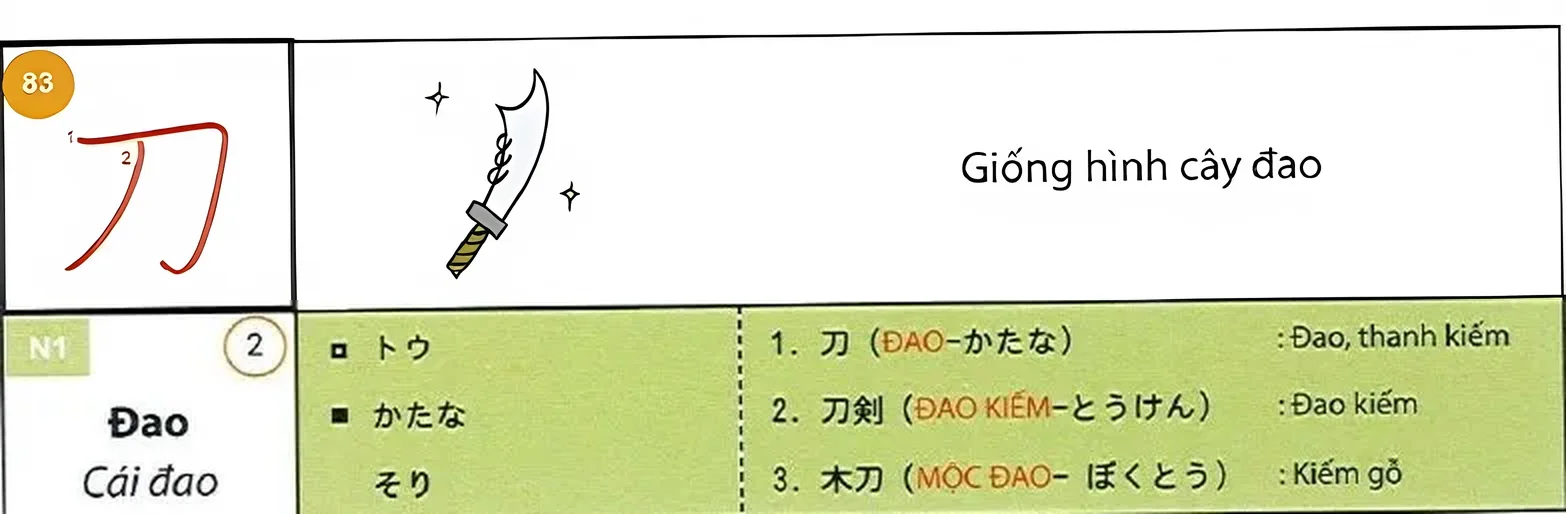 83
1
2
刀
Giống hình cây đao
N1
2
Đao
Cái đao
トウ
かたな
そり
1. 刀 (ĐAO-かたな) : Đao, thanh kiếm
2. 刀剣 (ĐAO KIẾM-とうけん) : Đao kiếm
3. 木刀 (MỘC ĐAO- ぼくとう) : Kiếm gỗ